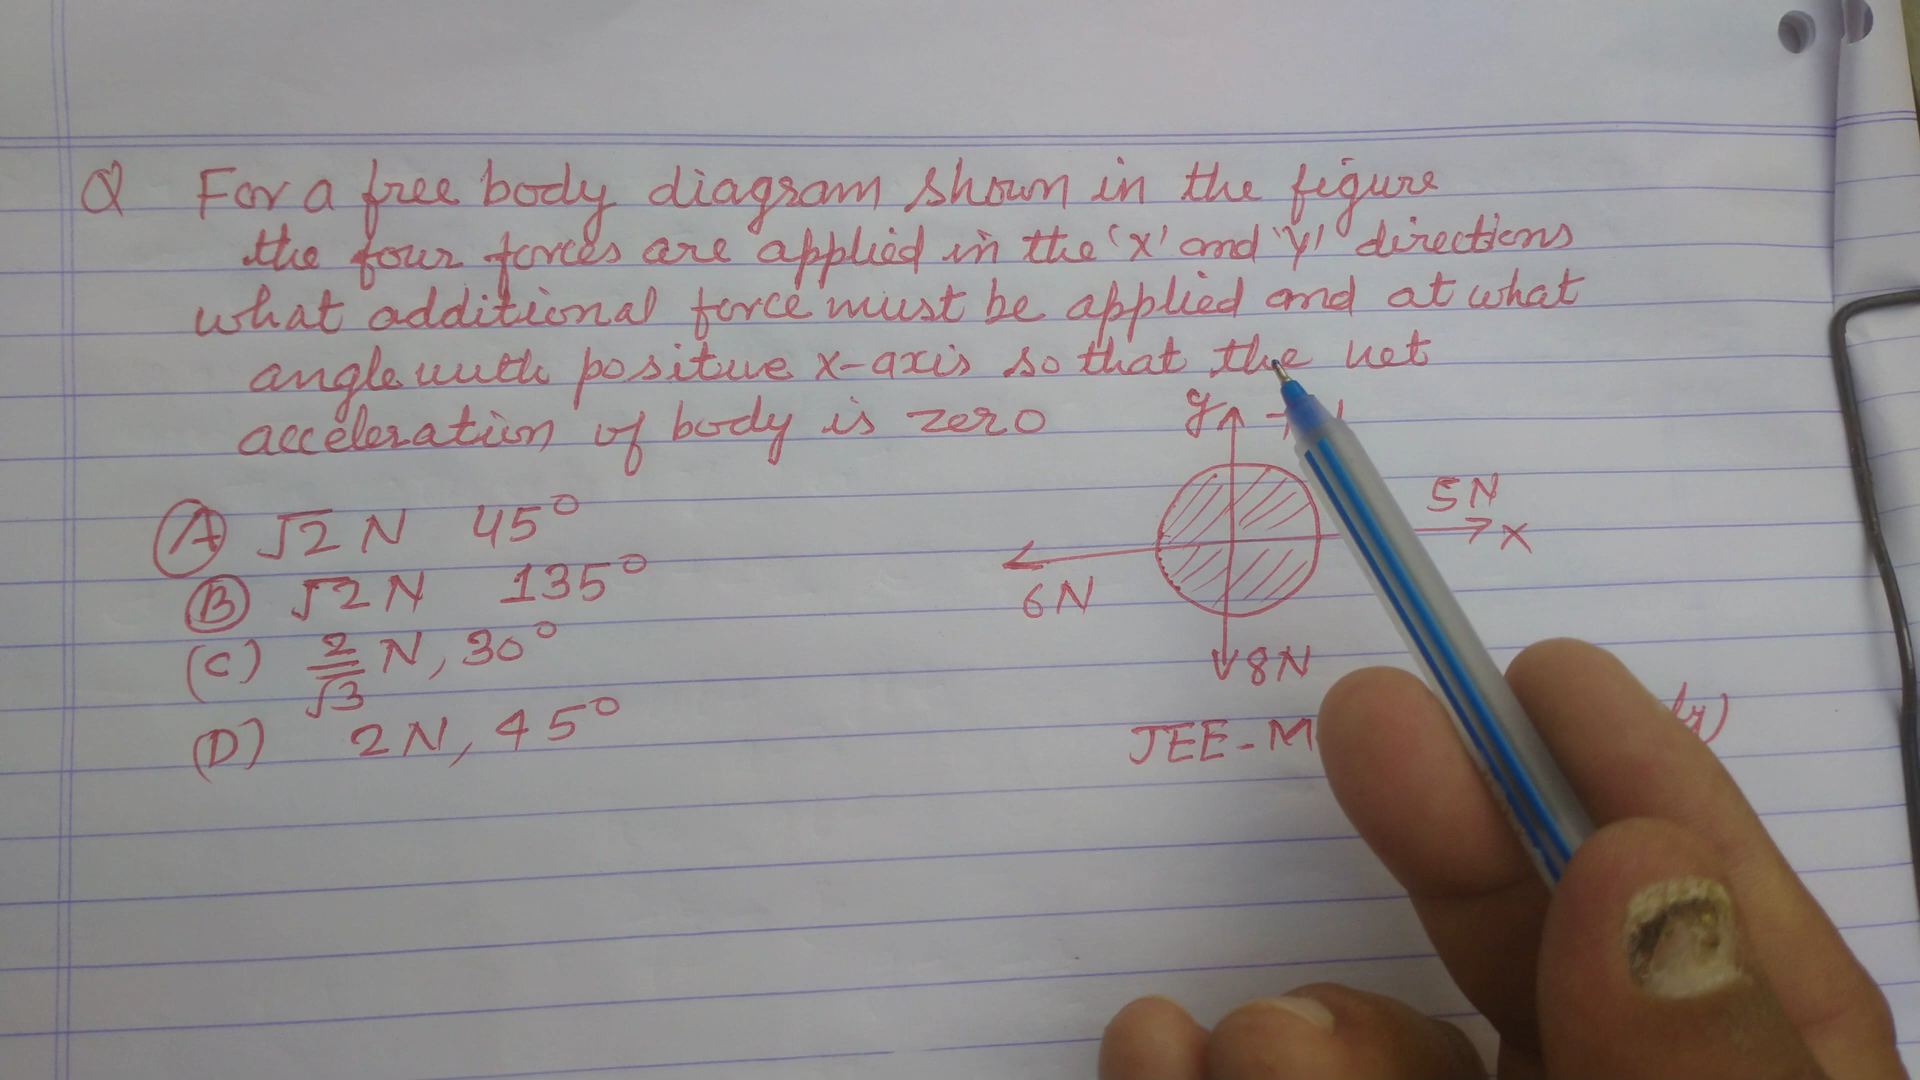 Q For a free body diagram shown in the figure
the four forces are applied in the 'x' and 'y' directions
what additional force must be applied and at what
angle with positive x-axis so that the net
acceleration of body is zero
y
5N
x
6N
8N
(A) √2 N 45°
(B) √2 N 135°
(C) 2/√3 N, 30°
(D) 2N, 45°
JEE-M